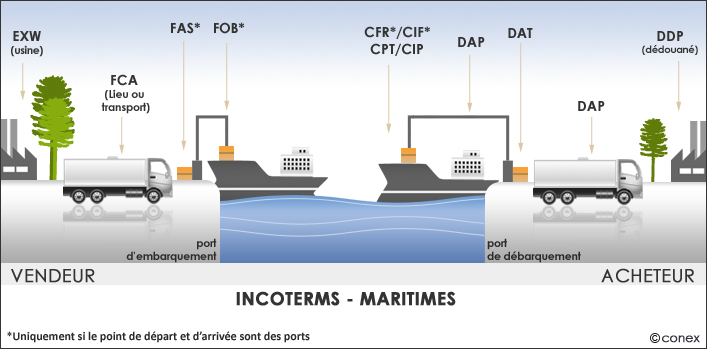 EXW
(usine)
FCA
(Lieu ou
transport)
FAS*
FOB*
CFR*/CIF*
CPT/CIP
DAP
DAT
DAP
DDP
(dédouané)
port
d'embarquement
port
de débarquement
VENDEUR
ACHETEUR
INCOTERMS - MARITIMES
*Uniquement si le point de départ et d'arrivée sont des ports
©conex